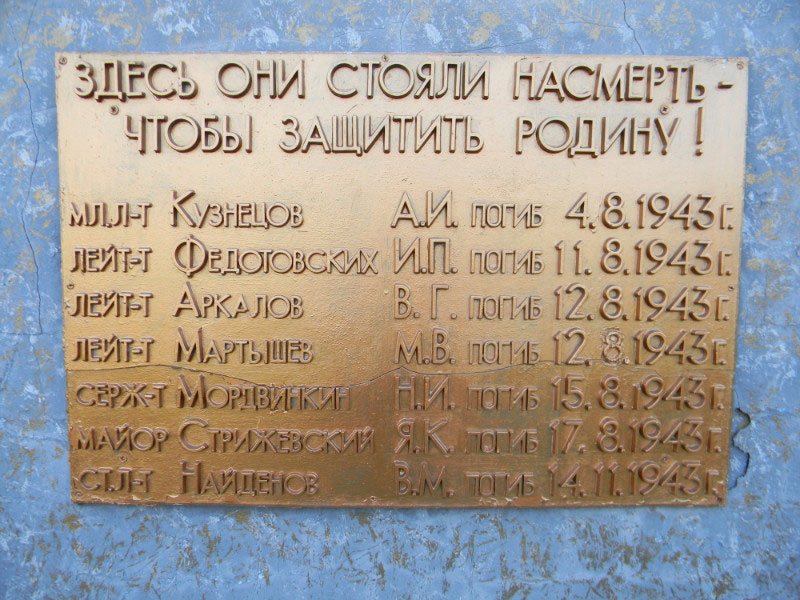 ЗДЕСЬ ОНИ СТОЯЛИ НАСМЕРТЬ -
ЧТОБЫ ЗАЩИТИТЬ РОДИНУ!
МЛ.Л-Т КУЗНЕЦОВ А.И. ПОГИБ 4.8.1943 Г.
ЛЕЙТ-Т ФЕДОТОВСКИХ И.П. ПОГИБ 11.8.1943 Г.
ЛЕЙТ-Т АРКАЛОВ В.Г. ПОГИБ 12.8.1943 Г.
ЛЕЙТ-Т МАРТЫШЕВ М.В. ПОГИБ 12.8.1943 Г.
СЕРЖ-Т МОРДВИНКИН Н.И. ПОГИБ 15.8.1943 Г.
МАЙОР СТРИЖЕВСКИЙ Я.К. ПОГИБ 17.8.1943 Г.
СТ.Л-Т НАЙДЕНОВ В.М. ПОГИБ 14.11.1943 Г.